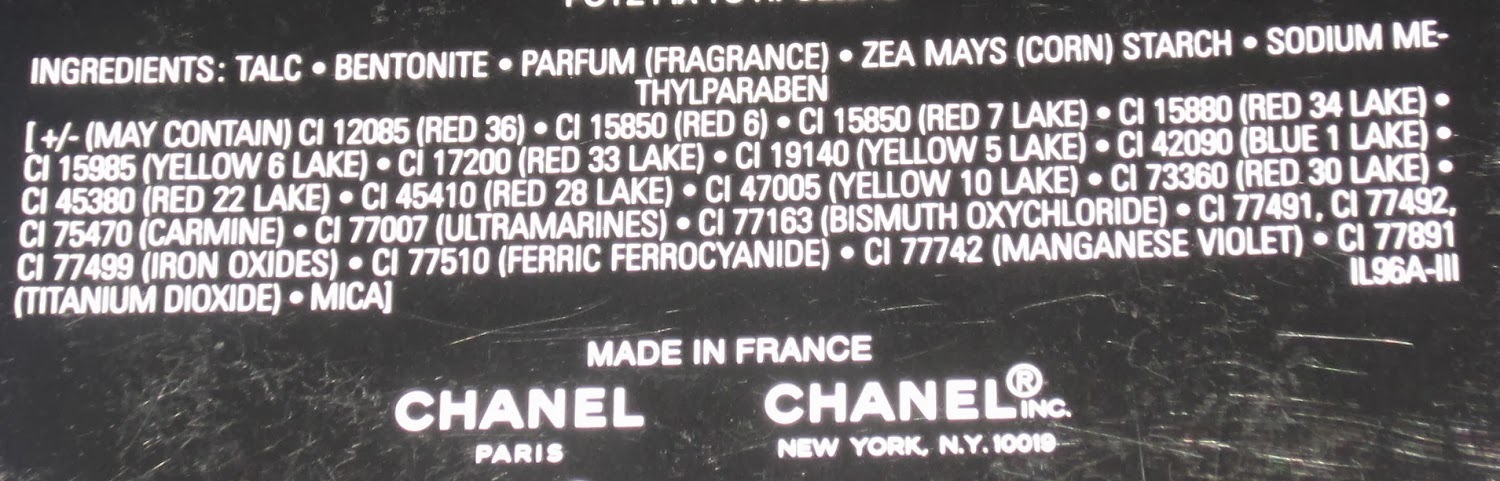 INGREDIENTS: TALC • BENTONITE • PARFUM (FRAGRANCE) • ZEA MAYS (CORN) STARCH • SODIUM ME-
THYLPARABEN
[ +/- (MAY CONTAIN) CI 12085 (RED 36) • CI 15850 (RED 6) • CI 15850 (RED 7 LAKE) • CI 15880 (RED 34 LAKE) •
CI 15985 (YELLOW 6 LAKE) • CI 17200 (RED 33 LAKE) • CI 19140 (YELLOW 5 LAKE) • CI 42090 (BLUE 1 LAKE) •
CI 45380 (RED 22 LAKE) • CI 45410 (RED 28 LAKE) • CI 47005 (YELLOW 10 LAKE) • CI 73360 (RED 30 LAKE) •
CI 75470 (CARMINE) • CI 77007 (ULTRAMARINES) • CI 77163 (BISMUTH OXYCHLORIDE) • CI 77491, CI 77492,
CI 77499 (IRON OXIDES) • CI 77510 (FERRIC FERROCYANIDE) • CI 77742 (MANGANESE VIOLET) • CI 77891
(TITANIUM DIOXIDE) • MICA]
IL96A-III
MADE IN FRANCE
CHANEL CHANEL® INC.
PARIS NEW YORK, N.Y. 10019